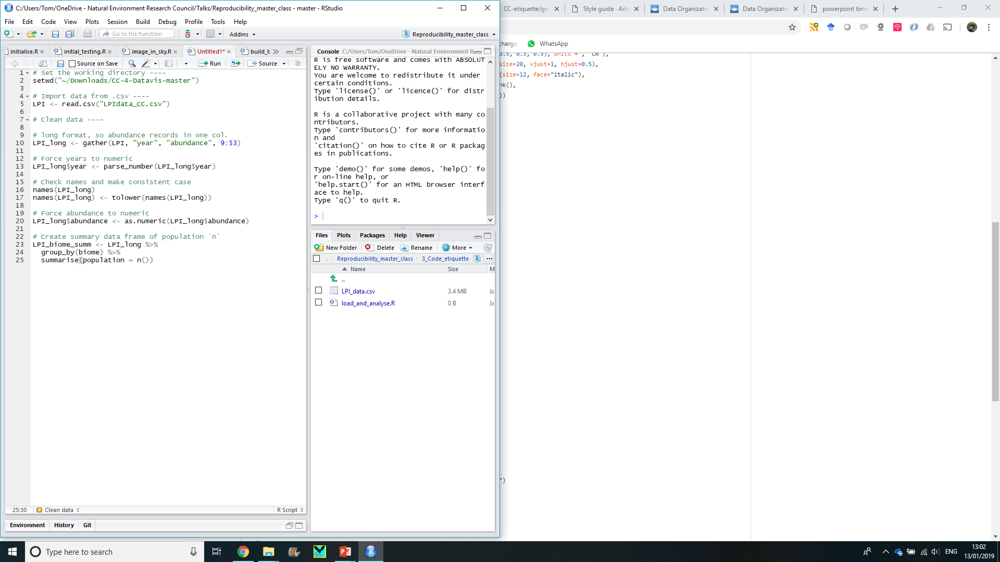 C:/Users/Tom/OneDrive - Natural Environment Research Council/Talks/Reproducibility_master_class - master - RStudio
File Edit Code View Plots Session Build Debug Profile Tools Help
Go to file/function Addins Reproducibility_master_class
initialise.R initial_testing.R image_in_sky.R Untitled1* build_b
Source on Save Run Source
1 # Set the working directory ----
2 setwd("~/Downloads/CC-4-Datavis-master")
3
4 # Import data from .csv ----
5 LPI <- read.csv("LPIdata_CC.csv")
6
7 # Clean data ----
8
9 # long format, so abundance records in one col.
10 LPI_long <- gather(LPI, "year", "abundance", 9:53)
11
12 # Force years to numeric
13 LPI_long$year <- parse_number(LPI_long$year)
14
15 # Check names and make consistent case
16 names(LPI_long)
17 names(LPI_long) <- tolower(names(LPI_long))
18
19 # Force abundance to numeric
20 LPI_long$abundance <- as.numeric(LPI_long$abundance)
21
22 # Create summary data frame of population `n`
23 LPI_biome_summ <- LPI_long %>%
24 group_by(biome) %>%
25 summarise(population = n())
25:30 Clean data R Script
Environment History Git
Console C:/Users/Tom/OneDrive - Natural Environment R
R is free software and comes with ABSOLUT
ELY NO WARRANTY.
You are welcome to redistribute it under
certain conditions.
Type 'license()' or 'licence()' for distr
ibution details.
R is a collaborative project with many co
ntributors.
Type 'contributors()' for more informatio
n and
'citation()' on how to cite R or R packag
es in publications.
Type 'demo()' for some demos, 'help()' fo
r on-line help, or
'help.start()' for an HTML browser interf
ace to help.
Type 'q()' to quit R.
>
Files Plots Packages Help Viewer
New Folder Delete Rename More
s Reproducibility_master_class 3_Code_etiquette ...
Name Size M
..
LPI_data.csv 3.4 MB Ja
load_and_analyse.R 0 B Ja
CC-etiquette/go Style guide · Adv Data Organizatic Data Organizatic powerpoint time
charge WhatsApp
0.5, 0.5, 0.5), units = , "cm"),
size=20, vjust=1, hjust=0.5),
(size=12, face="italic"),
nk(),
))
")
Type here to search
ENG
13:02
13/01/2019